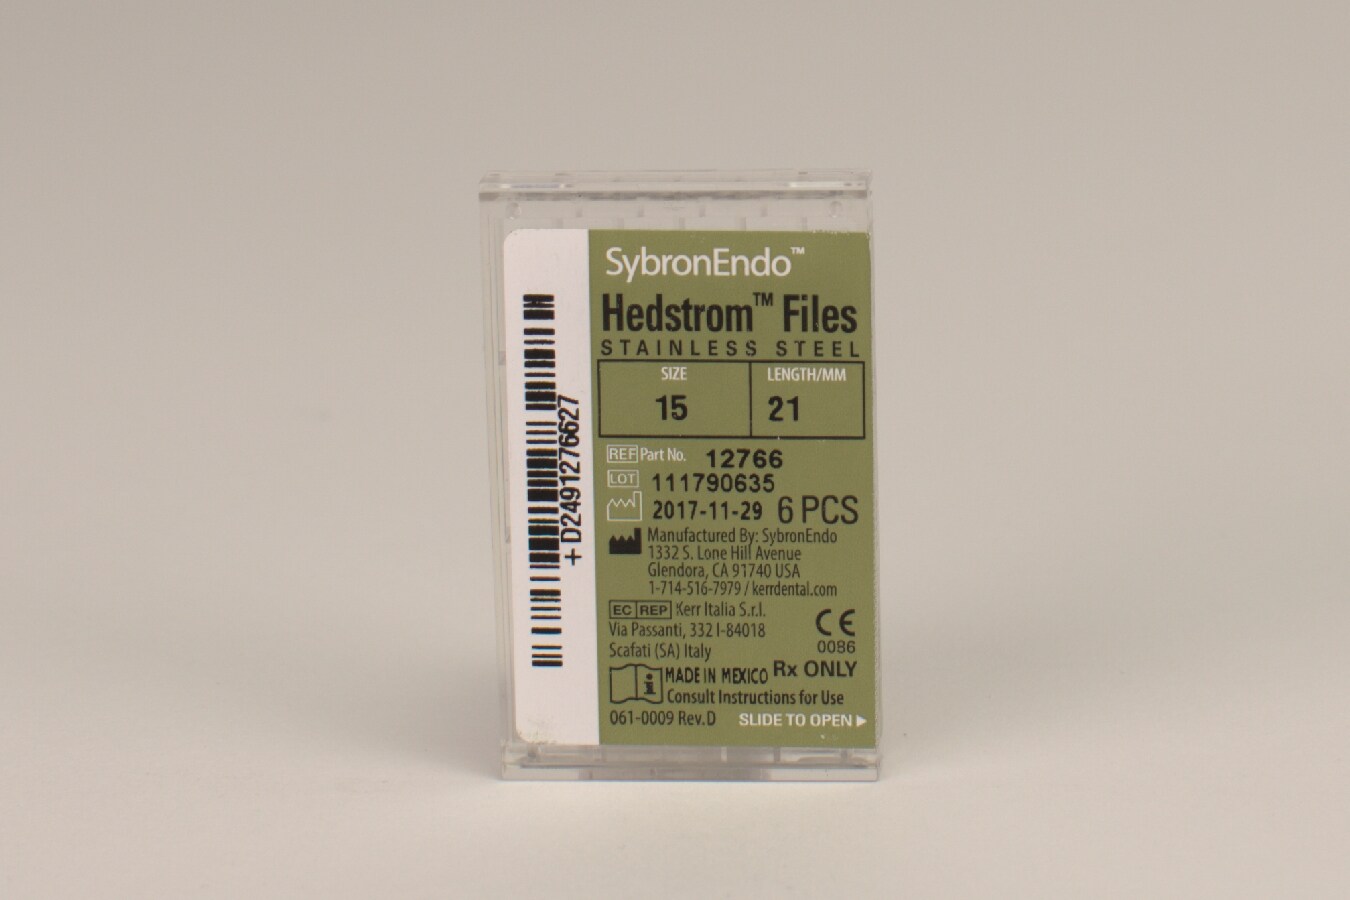 SybronEndo™
Hedstrom™ Files
STAINLESS STEEL
SIZE LENGTH/MM
15 21
REF Part No. 12766
LOT 111790635
2017-11-29 6 PCS
Manufactured By: SybronEndo
1332 S. Lone Hill Avenue
Glendora, CA 91740 USA
1-714-516-7979 / kerrdental.com
EC REP Kerr Italia S.r.l.
Via Passanti, 332 I-84018
Scafati (SA) Italy
CE
0086
MADE IN MEXICO Rx ONLY
Consult Instructions for Use
061-0009 Rev.D SLIDE TO OPEN
+D2491276627